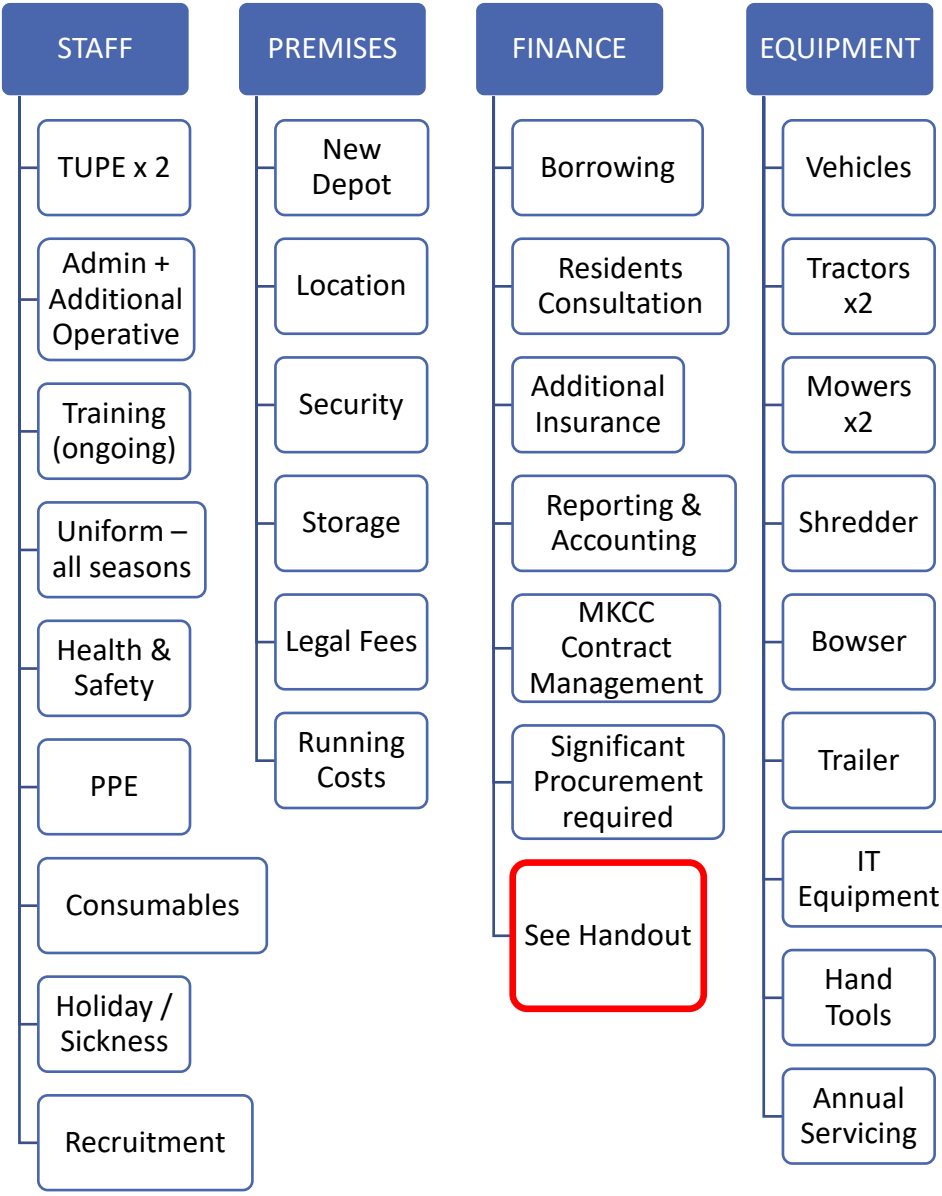 STAFF
TUPE x 2
Admin +
Additional
Operative
Training
(ongoing)
Uniform –
all seasons
Health &
Safety
PPE
Consumables
Holiday /
Sickness
Recruitment
PREMISES
New
Depot
Location
Security
Storage
Legal Fees
Running
Costs
FINANCE
Borrowing
Residents
Consultation
Additional
Insurance
Reporting &
Accounting
MKCC
Contract
Management
Significant
Procurement
required
See Handout
EQUIPMENT
Vehicles
Tractors
x2
Mowers
x2
Shredder
Bowser
Trailer
IT
Equipment
Hand
Tools
Annual
Servicing